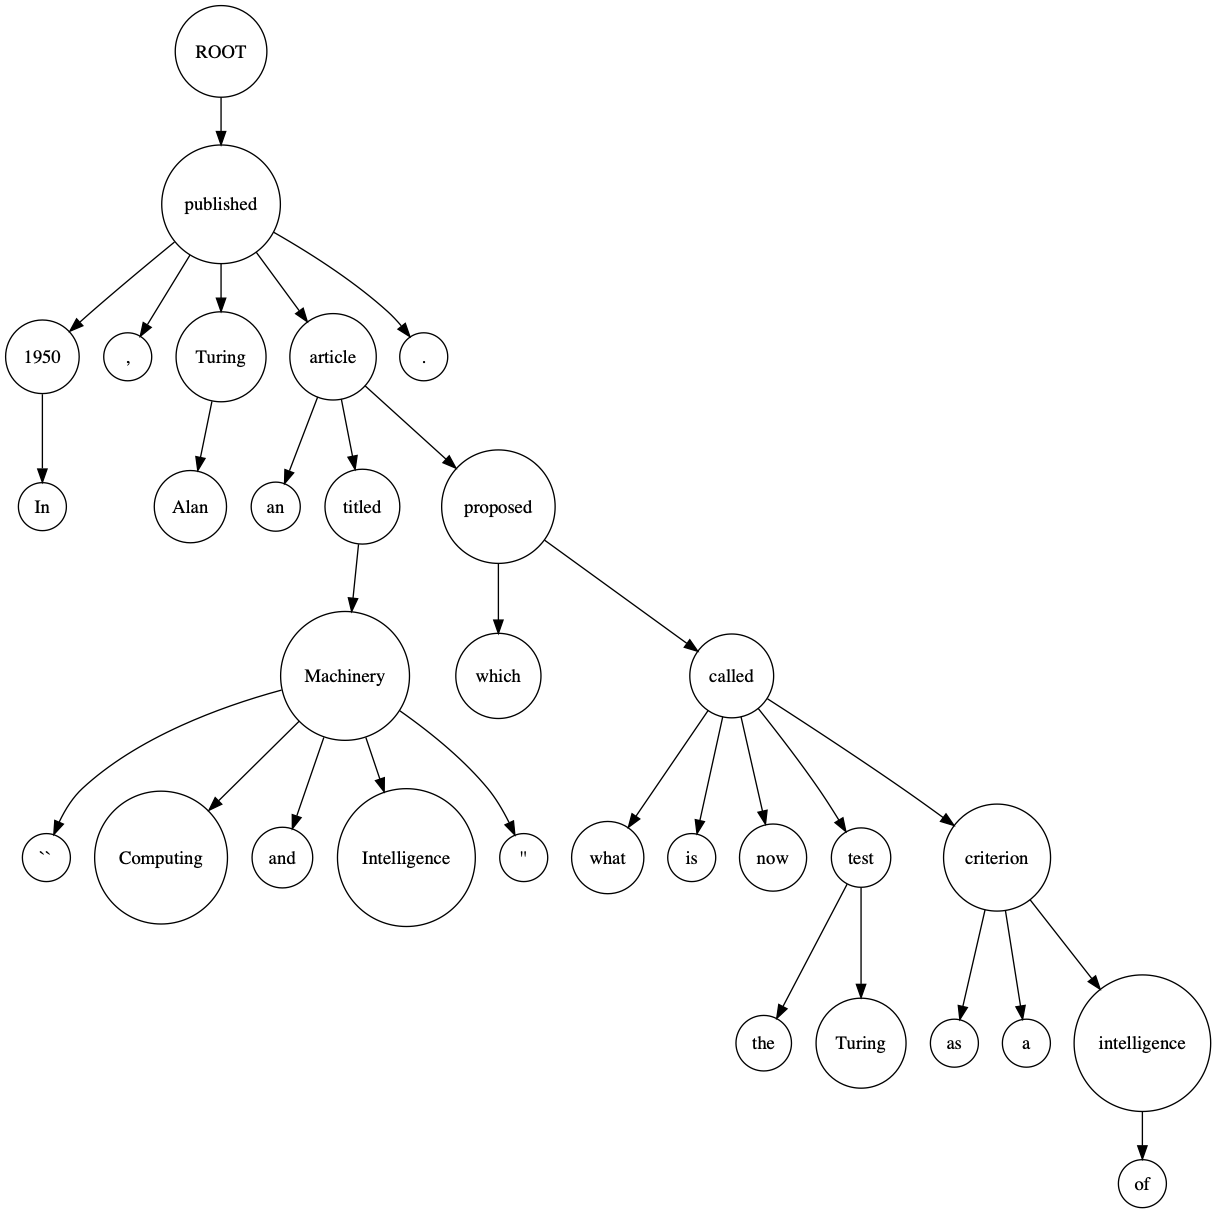 ROOT
published
1950 , Turing article .
In Alan an titled proposed
Machinery which called
`` Computing and Intelligence '' what is now test criterion
the Turing as a intelligence
of